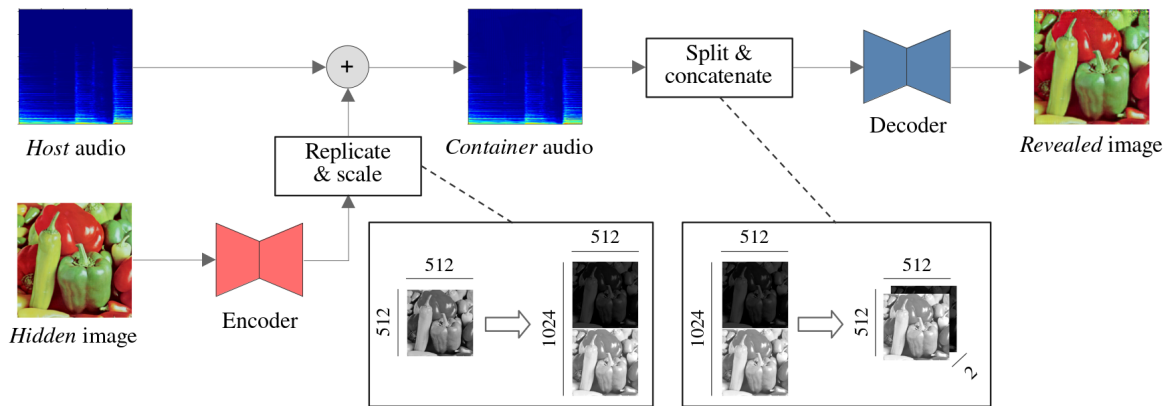 Host audio
+
Container audio
Split &
concatenate
Decoder
Revealed image
Replicate
& scale
Hidden image
Encoder
512
512
512
1024
512
1024
512
512
2